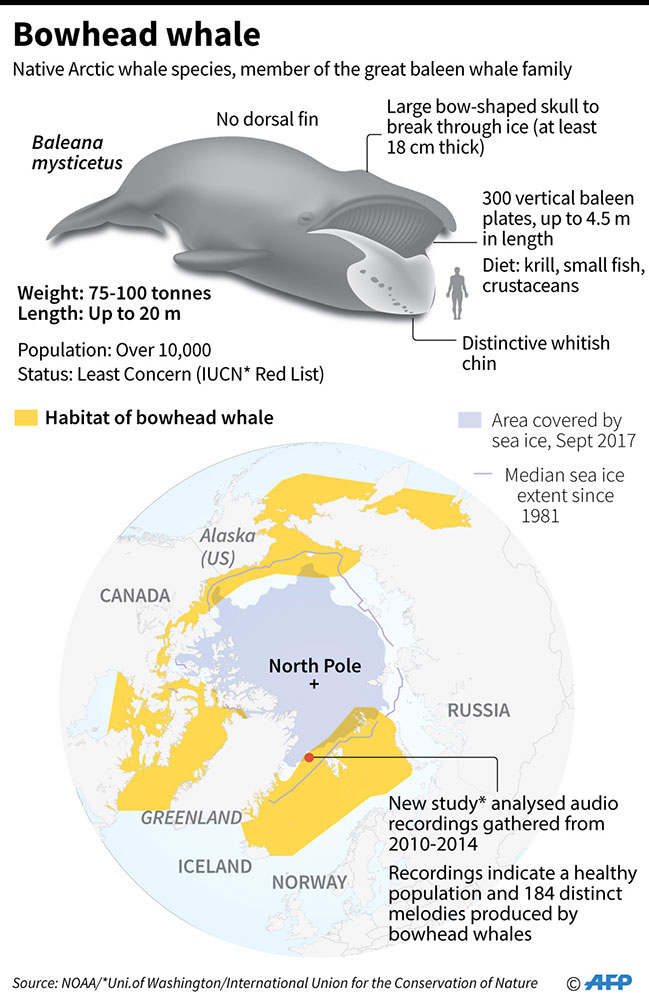 Bowhead whale
Native Arctic whale species, member of the great baleen whale family
No dorsal fin
Large bow-shaped skull to
break through ice (at least
18 cm thick)
Baleana
mysticetus
300 vertical baleen
plates, up to 4.5 m
in length
Diet: krill, small fish,
crustaceans
Weight: 75-100 tonnes
Length: Up to 20 m
Distinctive whitish
chin
Population: Over 10,000
Status: Least Concern (IUCN* Red List)
Habitat of bowhead whale
Area covered by
sea ice, Sept 2017
Median sea ice
extent since
1981
Alaska
(US)
CANADA
North Pole
+
RUSSIA
GREENLAND
ICELAND
NORWAY
New study* analysed audio
recordings gathered from
2010-2014
Recordings indicate a healthy
population and 184 distinct
melodies produced by
bowhead whales
Source: NOAA/*Uni.of Washington/International Union for the Conservation of Nature
© AFP